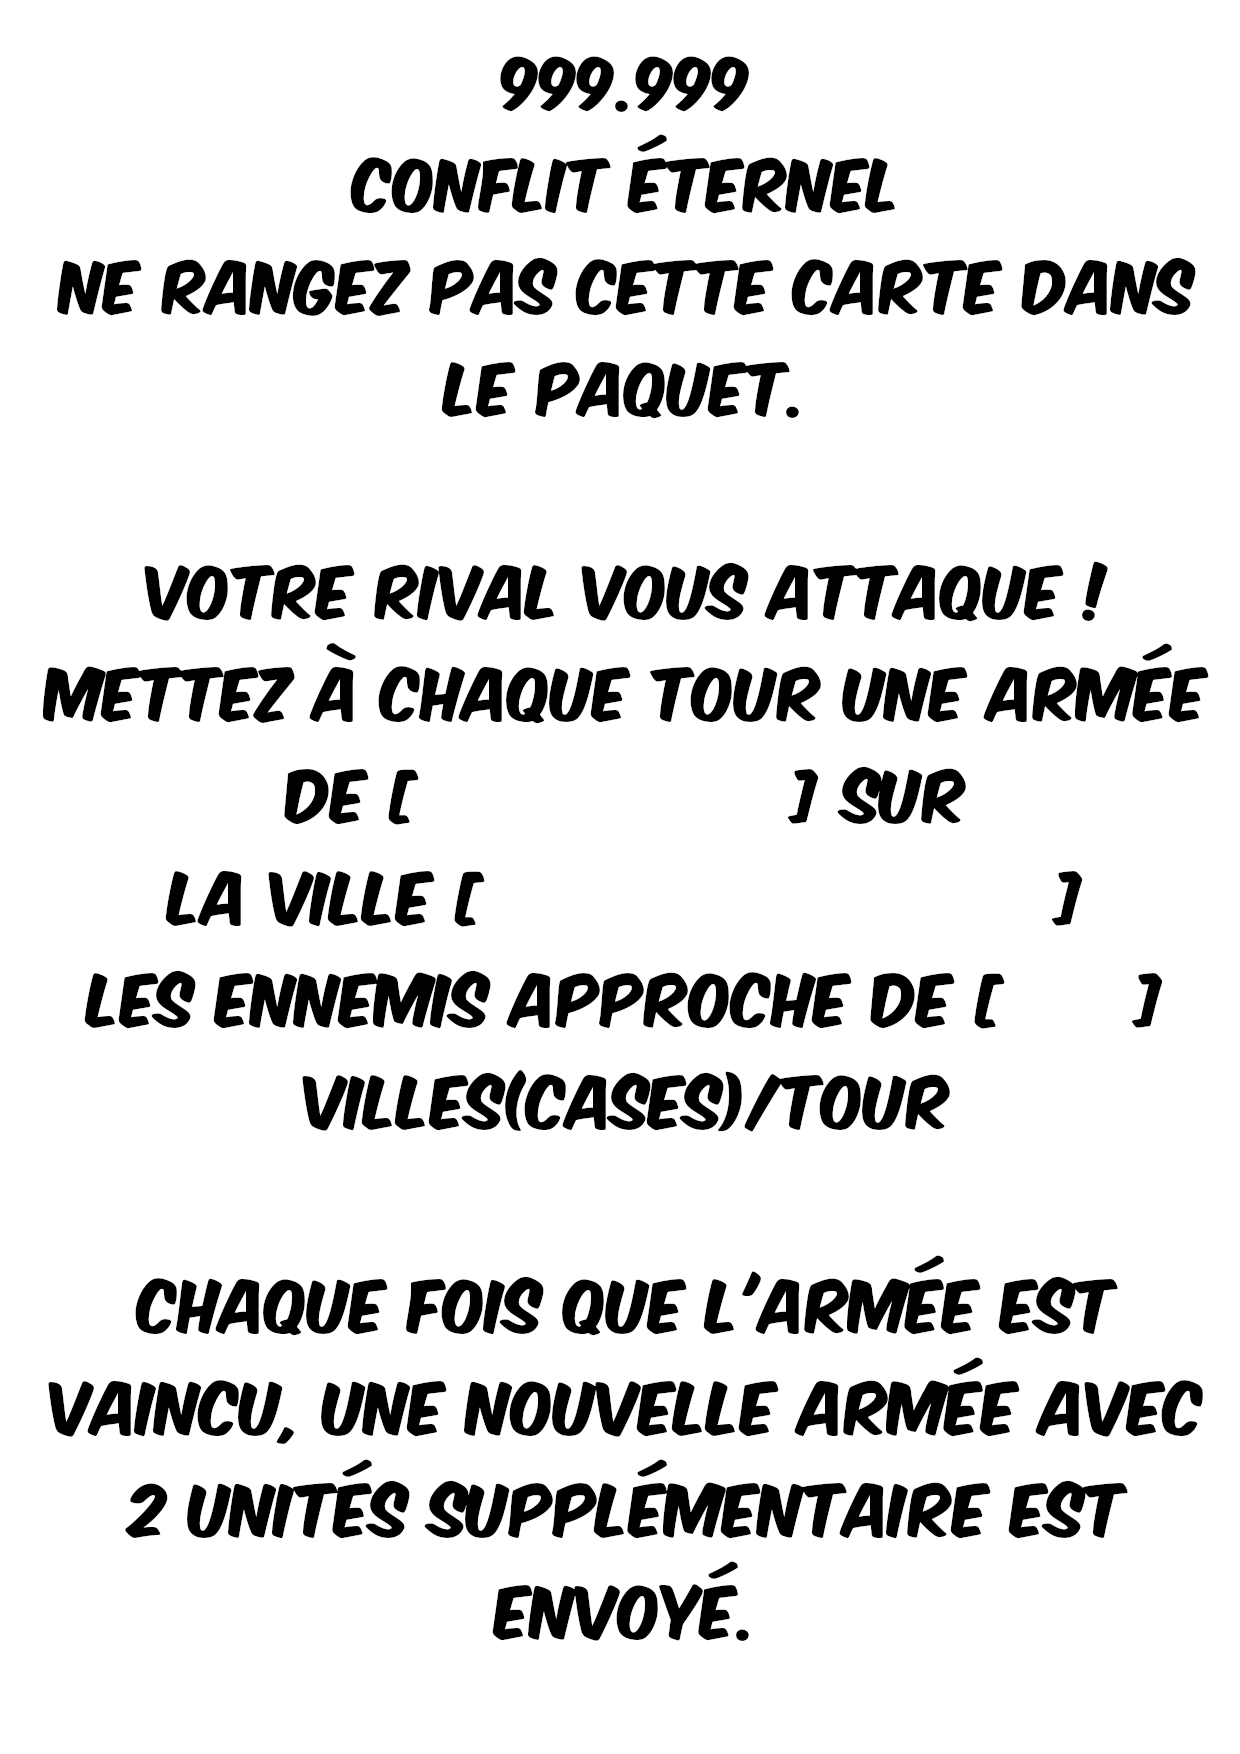 999.999
CONFLIT ÉTERNEL
NE RANGEZ PAS CETTE CARTE DANS
LE PAQUET.
VOTRE RIVAL VOUS ATTAQUE !
METTEZ À CHAQUE TOUR UNE ARMÉE
DE [ ] SUR
LA VILLE [ ]
LES ENNEMIS APPROCHE DE [ ]
VILLES(CASES)/TOUR
CHAQUE FOIS QUE L'ARMÉE EST
VAINCU, UNE NOUVELLE ARMÉE AVEC
2 UNITÉS SUPPLÉMENTAIRE EST
ENVOYÉ.